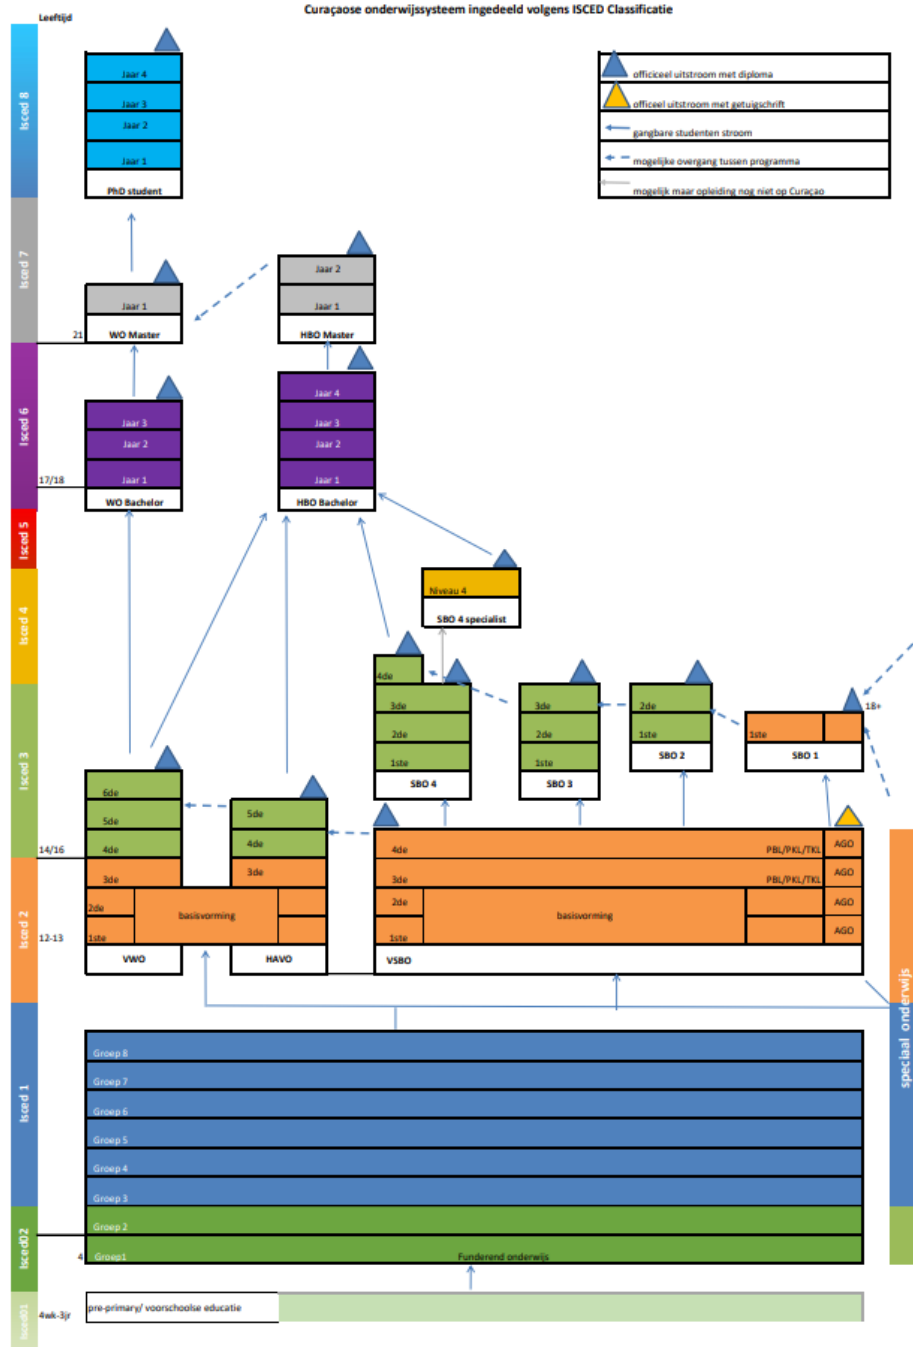 Curaçaose onderwijssysteem ingedeeld volgens ISCED Classificatie
Leeftijd
officieel uitstroom met diploma
officeel uitstroom met getuigschrift
gangbare studenten stroom
mogelijke overgang tussen programma
mogelijk maar opleiding nog niet op Curaçao
Isced 8
Jaar 4
Jaar 3
Jaar 2
Jaar 1
PhD student
Isced 7
Jaar 2
Jaar 1
Jaar 1
21
WO Master
HBO Master
Isced 6
Jaar 4
Jaar 3
Jaar 3
Jaar 2
Jaar 2
17/18
Jaar 1
Jaar 1
WO Bachelor
HBO Bachelor
Isced 5
Isced 4
Niveau 4
SBO 4 specialist
Isced 3
4de
3de
3de
2de
18+
2de
2de
1ste
1ste
1ste
1ste
SBO 4
SBO 3
SBO 2
SBO 1
6de
5de
5de
4de
4de
14/16
4de
PBL/PKL/TKL
AGO
Isced 2
3de
3de
3de
PBL/PKL/TKL
AGO
2de
basisvorming
2de
basisvorming
AGO
12-13
1ste
1ste
AGO
VWO
HAVO
VSBO
speciaal onderwijs
Isced 1
Groep 8
Groep 7
Groep 6
Groep 5
Groep 4
Groep 3
Isced02
Groep 2
4
Groep1
Funderend onderwijs
Isced01
4wk-3jr
pre-primary/ voorschoolse educatie